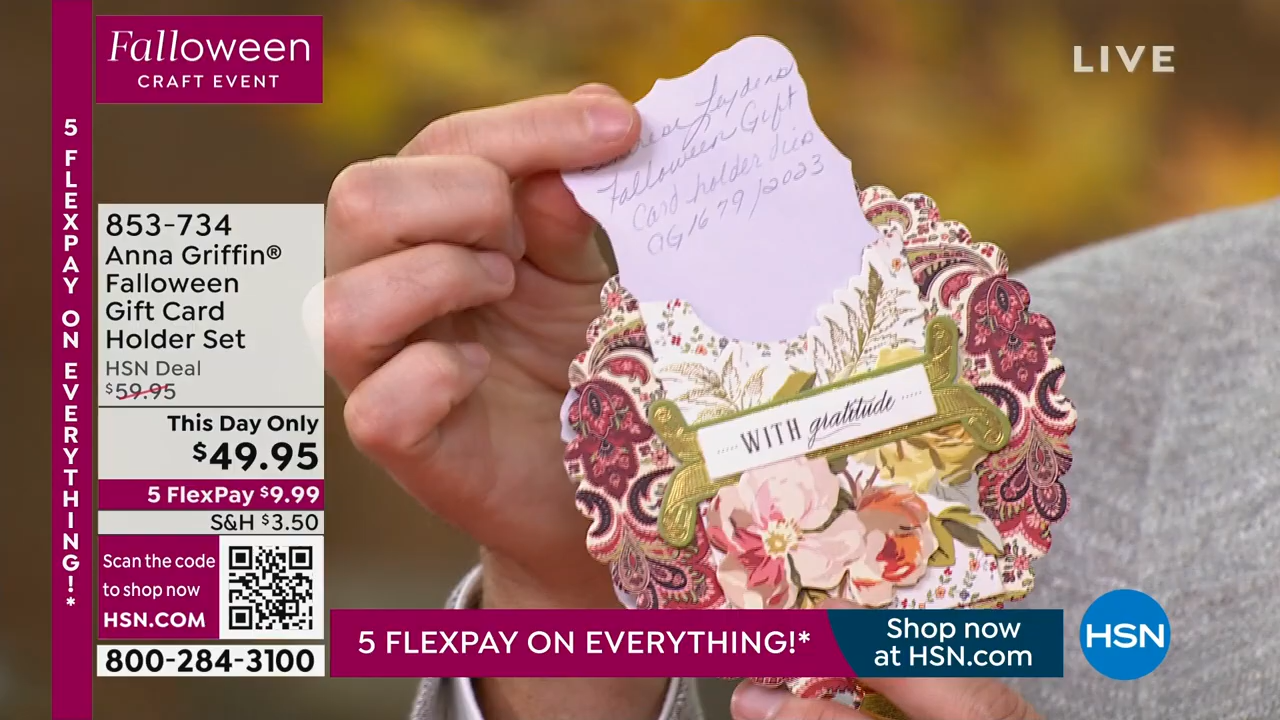 Falloween
CRAFT EVENT
LIVE
5 FLEXPAY ON EVERYTHING!*
853-734
Anna Griffin®
Falloween
Gift Card
Holder Set
HSN Deal
$59.95
This Day Only
$49.95
5 FlexPay $9.99
S&H $3.50
Scan the code
to shop now
HSN.COM
800-284-3100
Falloween Gift
Card holder dies
AG1679/2023
WITH gratitude
5 FLEXPAY ON EVERYTHING!*
Shop now
at HSN.com
HSN